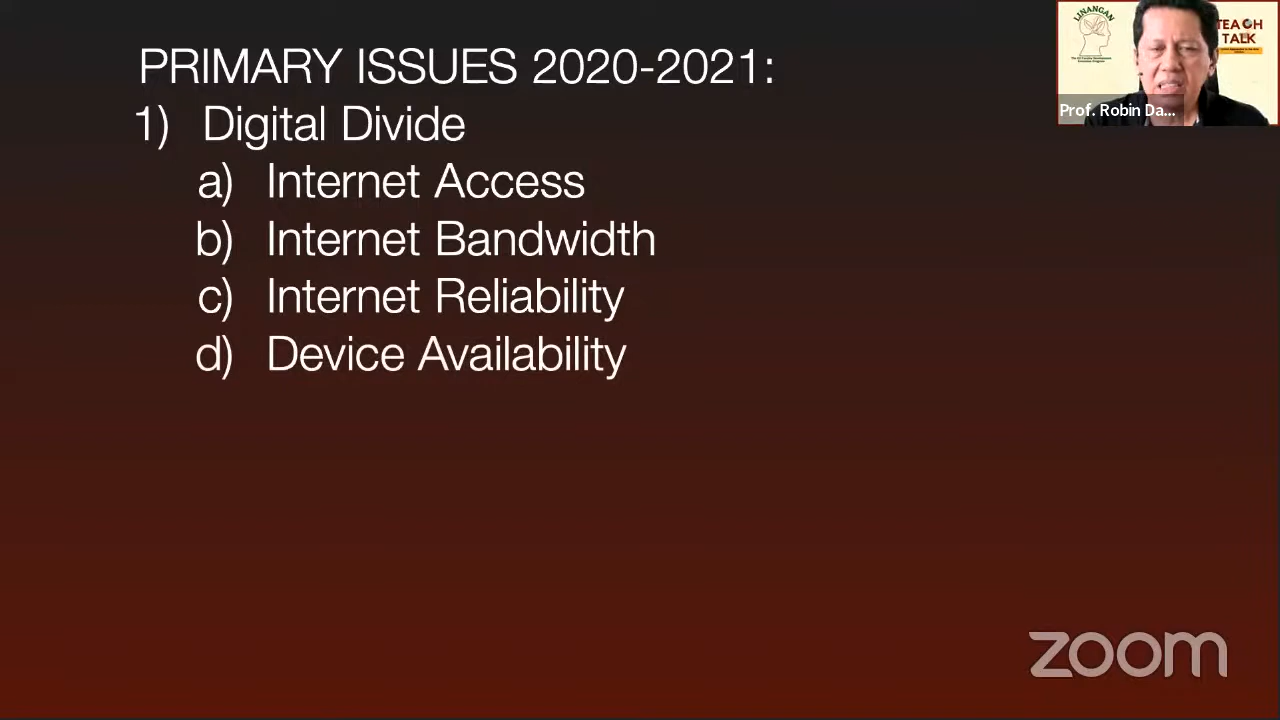 PRIMARY ISSUES 2020-2021:
1) Digital Divide
a) Internet Access
b) Internet Bandwidth
c) Internet Reliability
d) Device Availability
LINANGAN
TEACH
TALK
Prof. Robin Da...
zoom